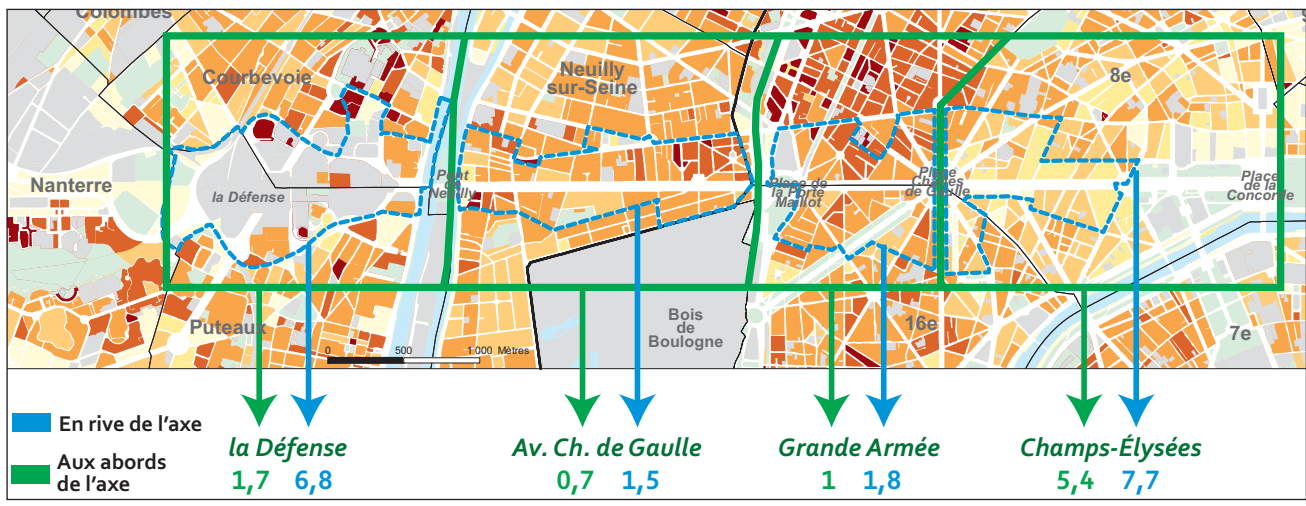 Colombes
Courbevoie
Neuilly
sur-Seine
8e
Nanterre
la Défense
Pont
de
Neuilly
Place de
la Porte
Maillot
Place
Charles
de Gaulle
Place
de la
Concorde
Puteaux
Bois
de
Boulogne
16e
7e
0 500 1 000 Mètres
En rive de l'axe
Aux abords
de l'axe
la Défense
1,7 6,8
Av. Ch. de Gaulle
0,7 1,5
Grande Armée
1 1,8
Champs-Élysées
5,4 7,7